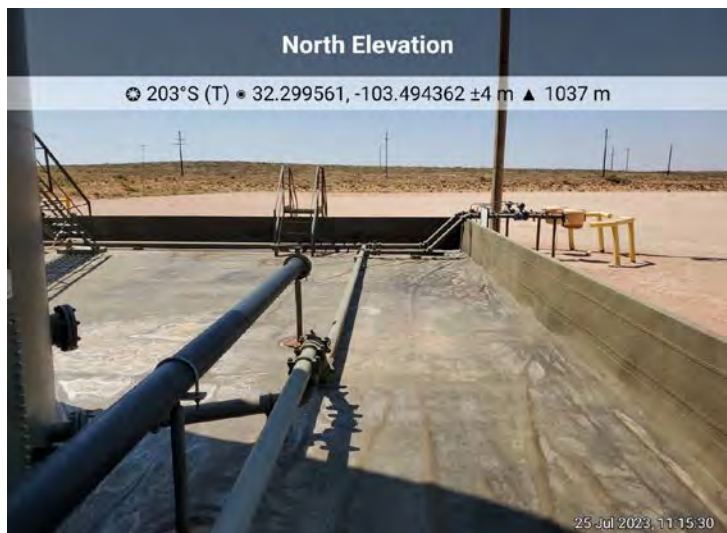 North Elevation
203°S (T) ● 32.299561, -103.494362 ±4 m ▲ 1037 m
25 Jul 2023, 11:15:30